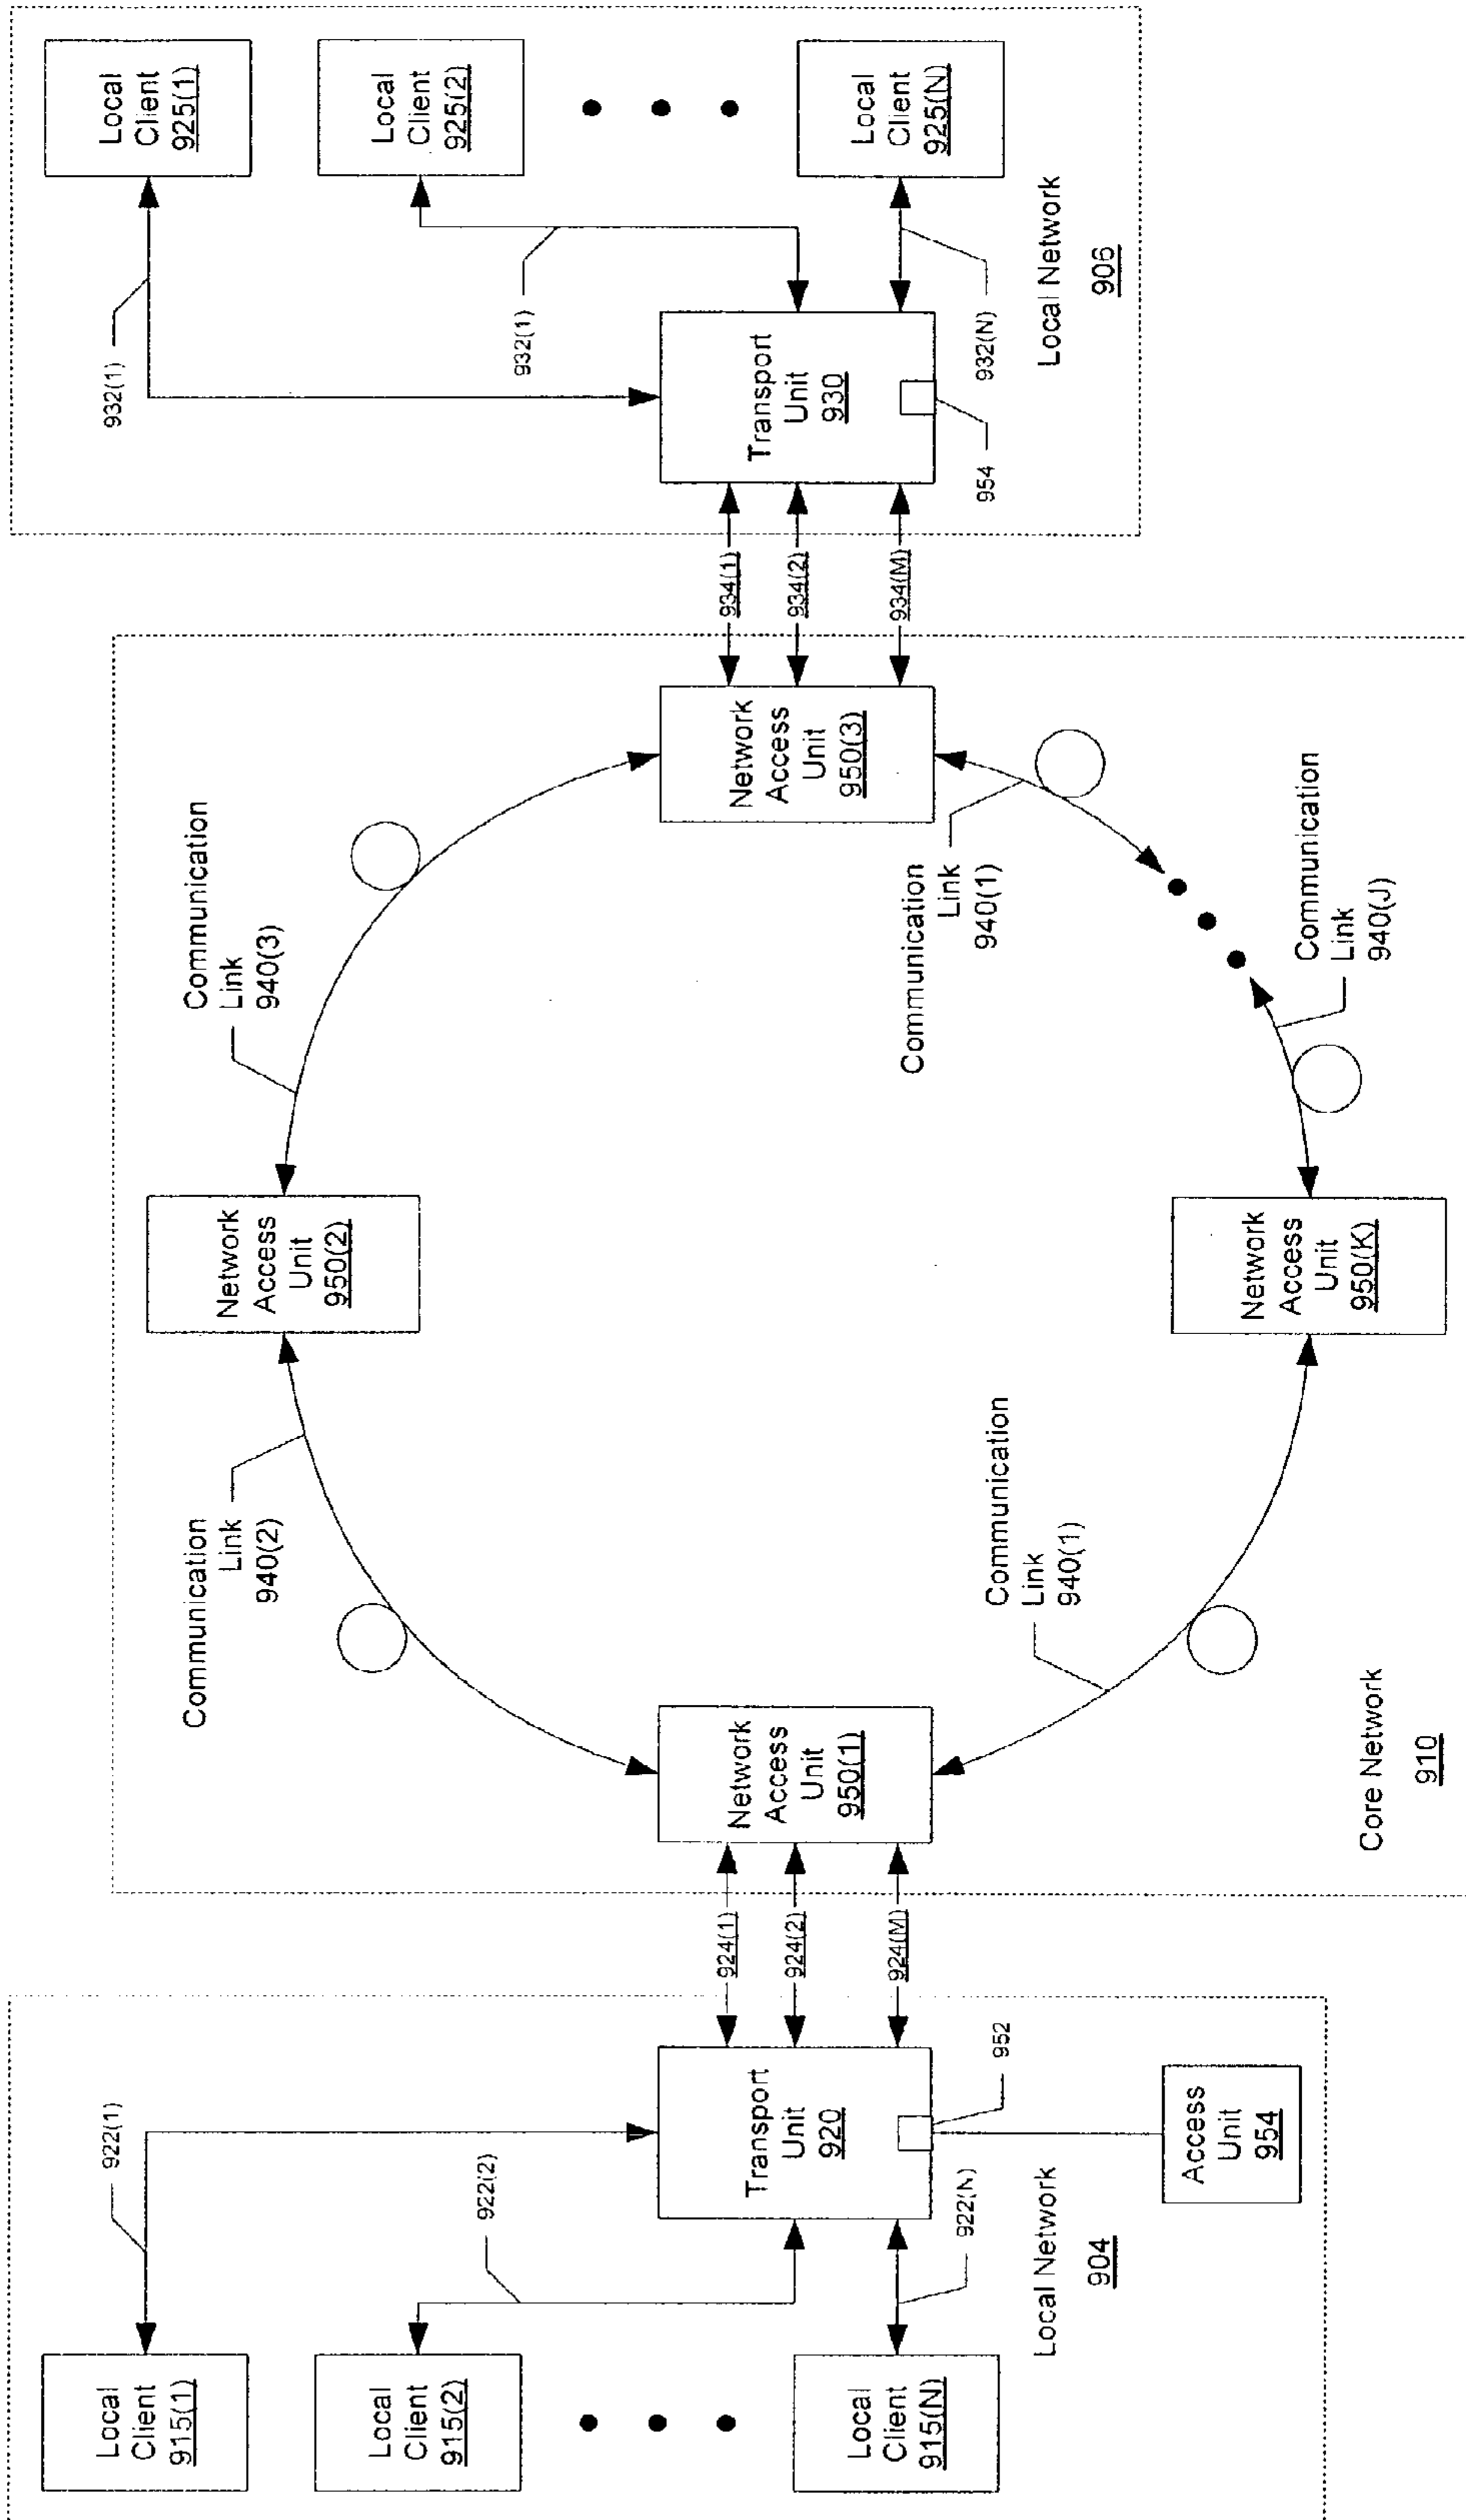 Local
Client
915(1)
922(1)
Local
Client
915(2)
922(2)
Local
Client
915(N)
922(N)
Transport
Unit
920
952
Local Network
904
Access
Unit
954
924(1)
924(2)
924(M)
Network
Access
Unit
950(1)
Communication
Link
940(2)
Network
Access
Unit
950(2)
Communication
Link
940(3)
Communication
Link
940(1)
Network
Access
Unit
950(K)
Communication
Link
940(J)
Communication
Link
940(1)
Network
Access
Unit
950(3)
Core Network
910
934(1)
934(2)
934(M)
Transport
Unit
930
954
932(1)
932(1)
932(N)
Local
Client
925(1)
Local
Client
925(2)
Local
Client
925(N)
Local Network
906